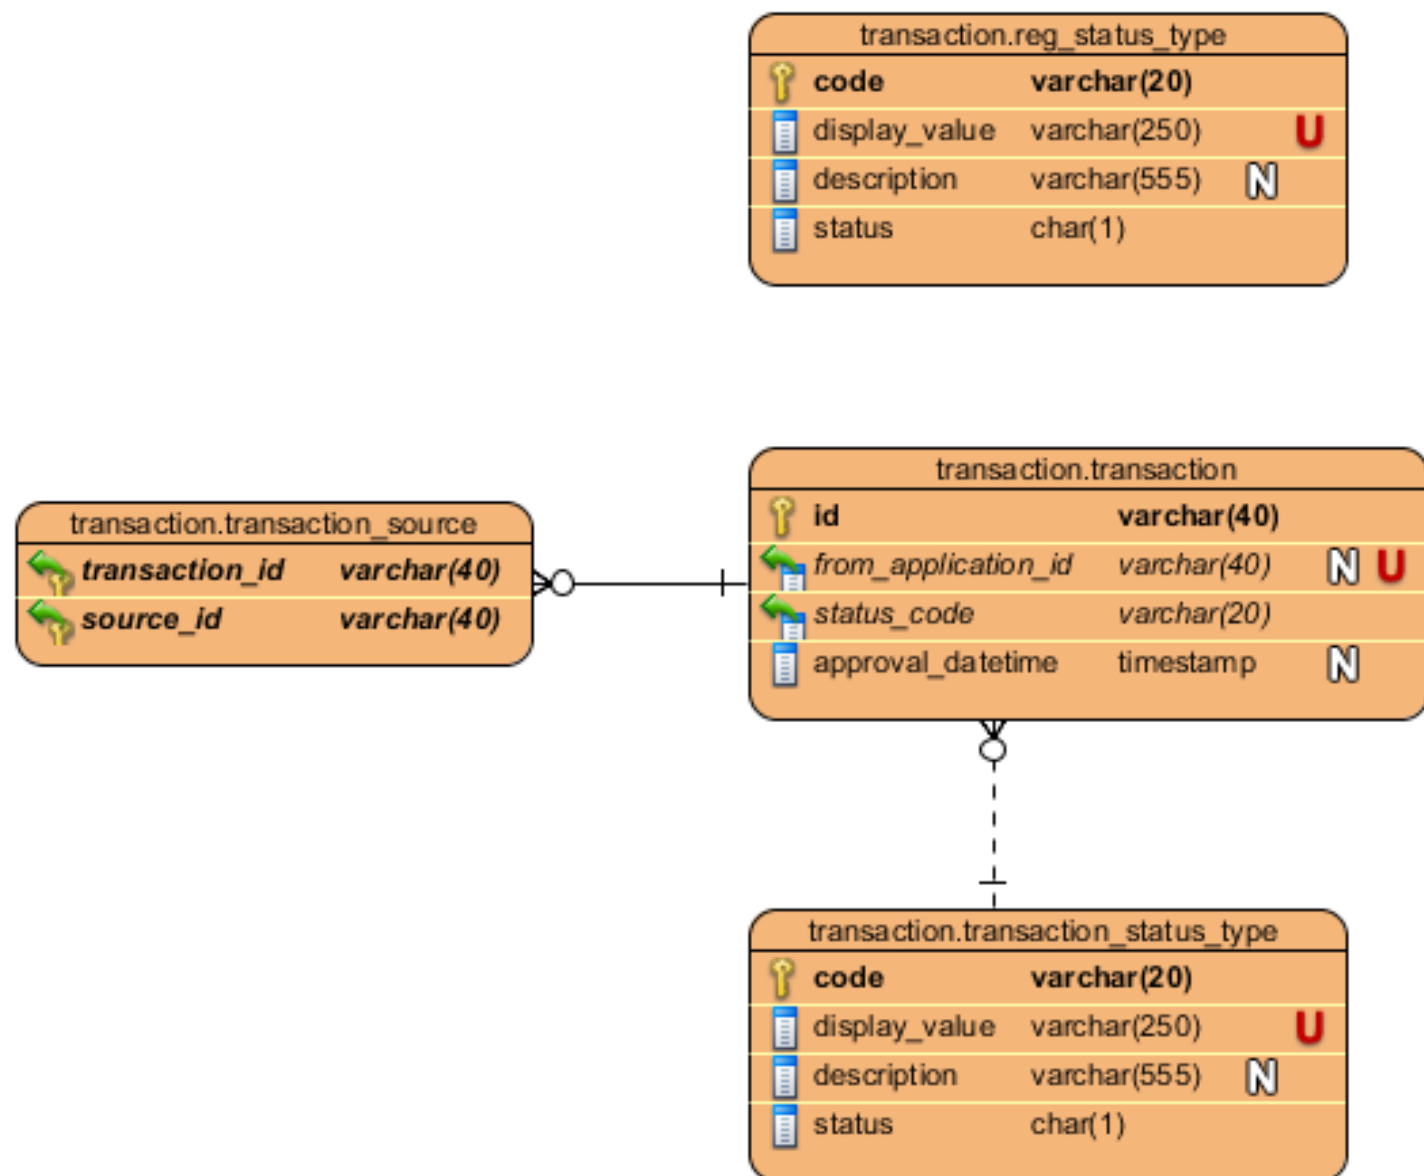 transaction.reg_status_type
code varchar(20)
display_value varchar(250) U
description varchar(555) N
status char(1)
transaction.transaction_source
transaction_id varchar(40)
source_id varchar(40)
transaction.transaction
id varchar(40)
from_application_id varchar(40) N U
status_code varchar(20)
approval_datetime timestamp N
transaction.transaction_status_type
code varchar(20)
display_value varchar(250) U
description varchar(555) N
status char(1)